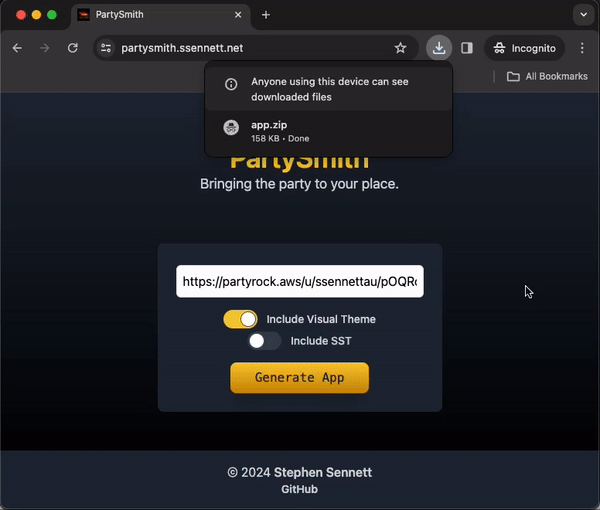 PartySmith
partysmith.ssennett.net
Incognito
All Bookmarks
Anyone using this device can see
downloaded files
app.zip
158 KB • Done
PartySmith
Bringing the party to your place.
https://partyrock.aws/u/ssennettau/pOQR
Include Visual Theme
Include SST
Generate App
© 2024 Stephen Sennett
GitHub